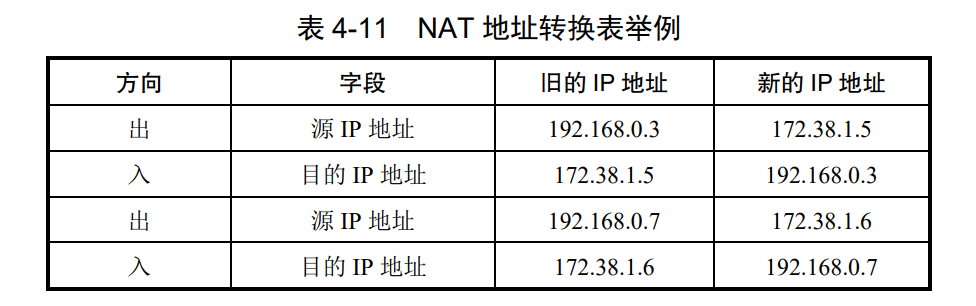 表 4-11 NAT 地址转换表举例
方向 字段 旧的 IP 地址 新的 IP 地址
出 源 IP 地址 192.168.0.3 172.38.1.5
入 目的 IP 地址 172.38.1.5 192.168.0.3
出 源 IP 地址 192.168.0.7 172.38.1.6
入 目的 IP 地址 172.38.1.6 192.168.0.7